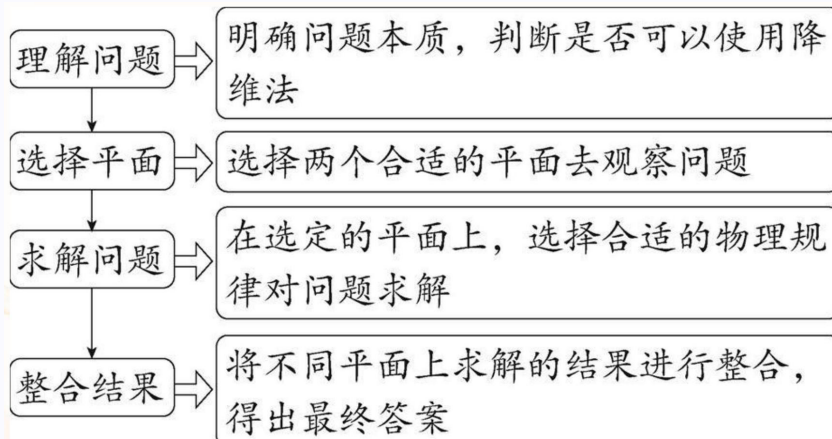 理解问题
明确问题本质，判断是否可以使用降
维法
选择平面
选择两个合适的平面去观察问题
求解问题
在选定的平面上，选择合适的物理规
律对问题求解
整合结果
将不同平面上求解的结果进行整合，
得出最终答案